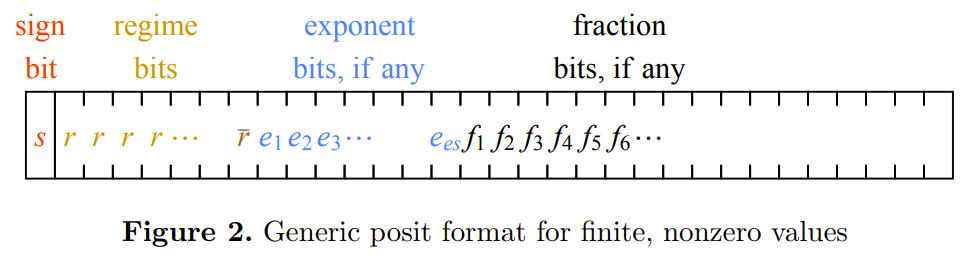 sign regime exponent fraction
bit bits bits, if any bits, if any
s r r r r ⋯ r̄ e₁ e₂ e₃ ⋯ eₑₛ f₁ f₂ f₃ f₄ f₅ f₆ ⋯
Figure 2. Generic posit format for finite, nonzero values